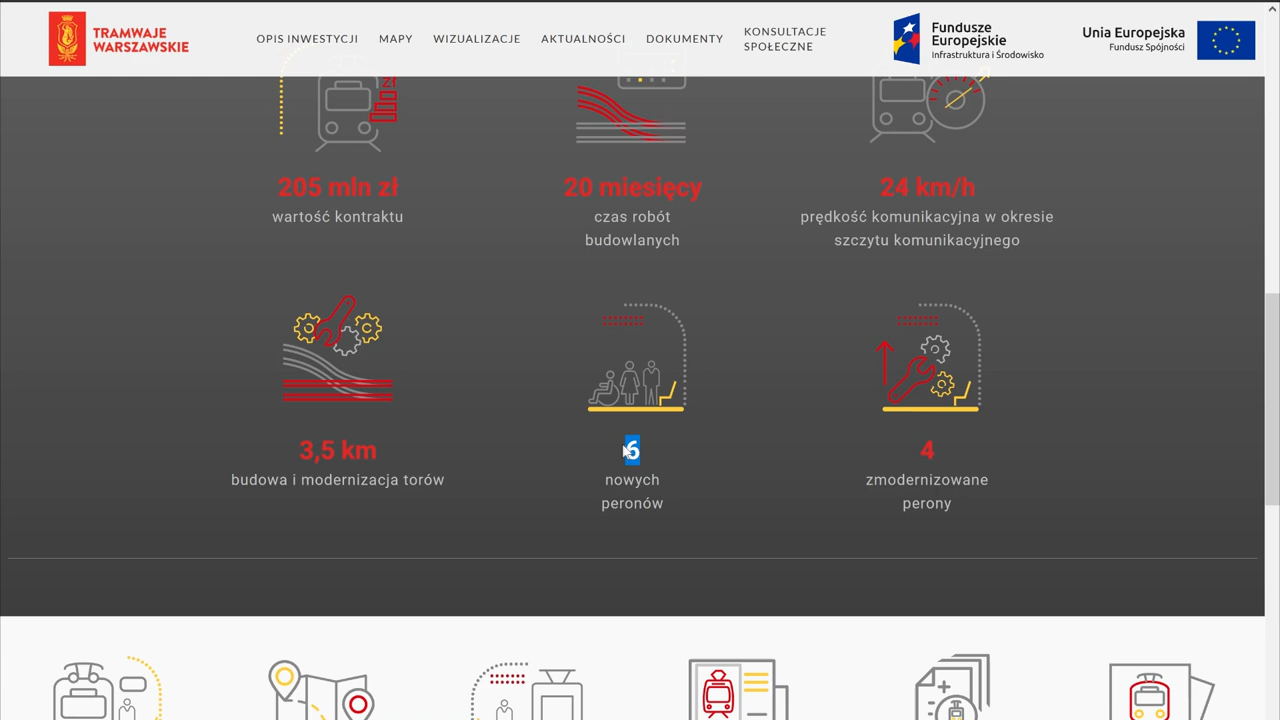 TRAMWAJE
WARSZAWSKIE
OPIS INWESTYCJI
MAPY
WIZUALIZACJE
AKTUALNOŚCI
DOKUMENTY
KONSULTACJE
SPOŁECZNE
Fundusze
Europejskie
Infrastruktura i Środowisko
Unia Europejska
Fundusz Spójności
zł
205 mln zł
wartość kontraktu
20 miesięcy
czas robót
budowlanych
24 km/h
prędkość komunikacyjna w okresie
szczytu komunikacyjnego
3,5 km
budowa i modernizacja torów
6
nowych
peronów
4
zmodernizowane
perony